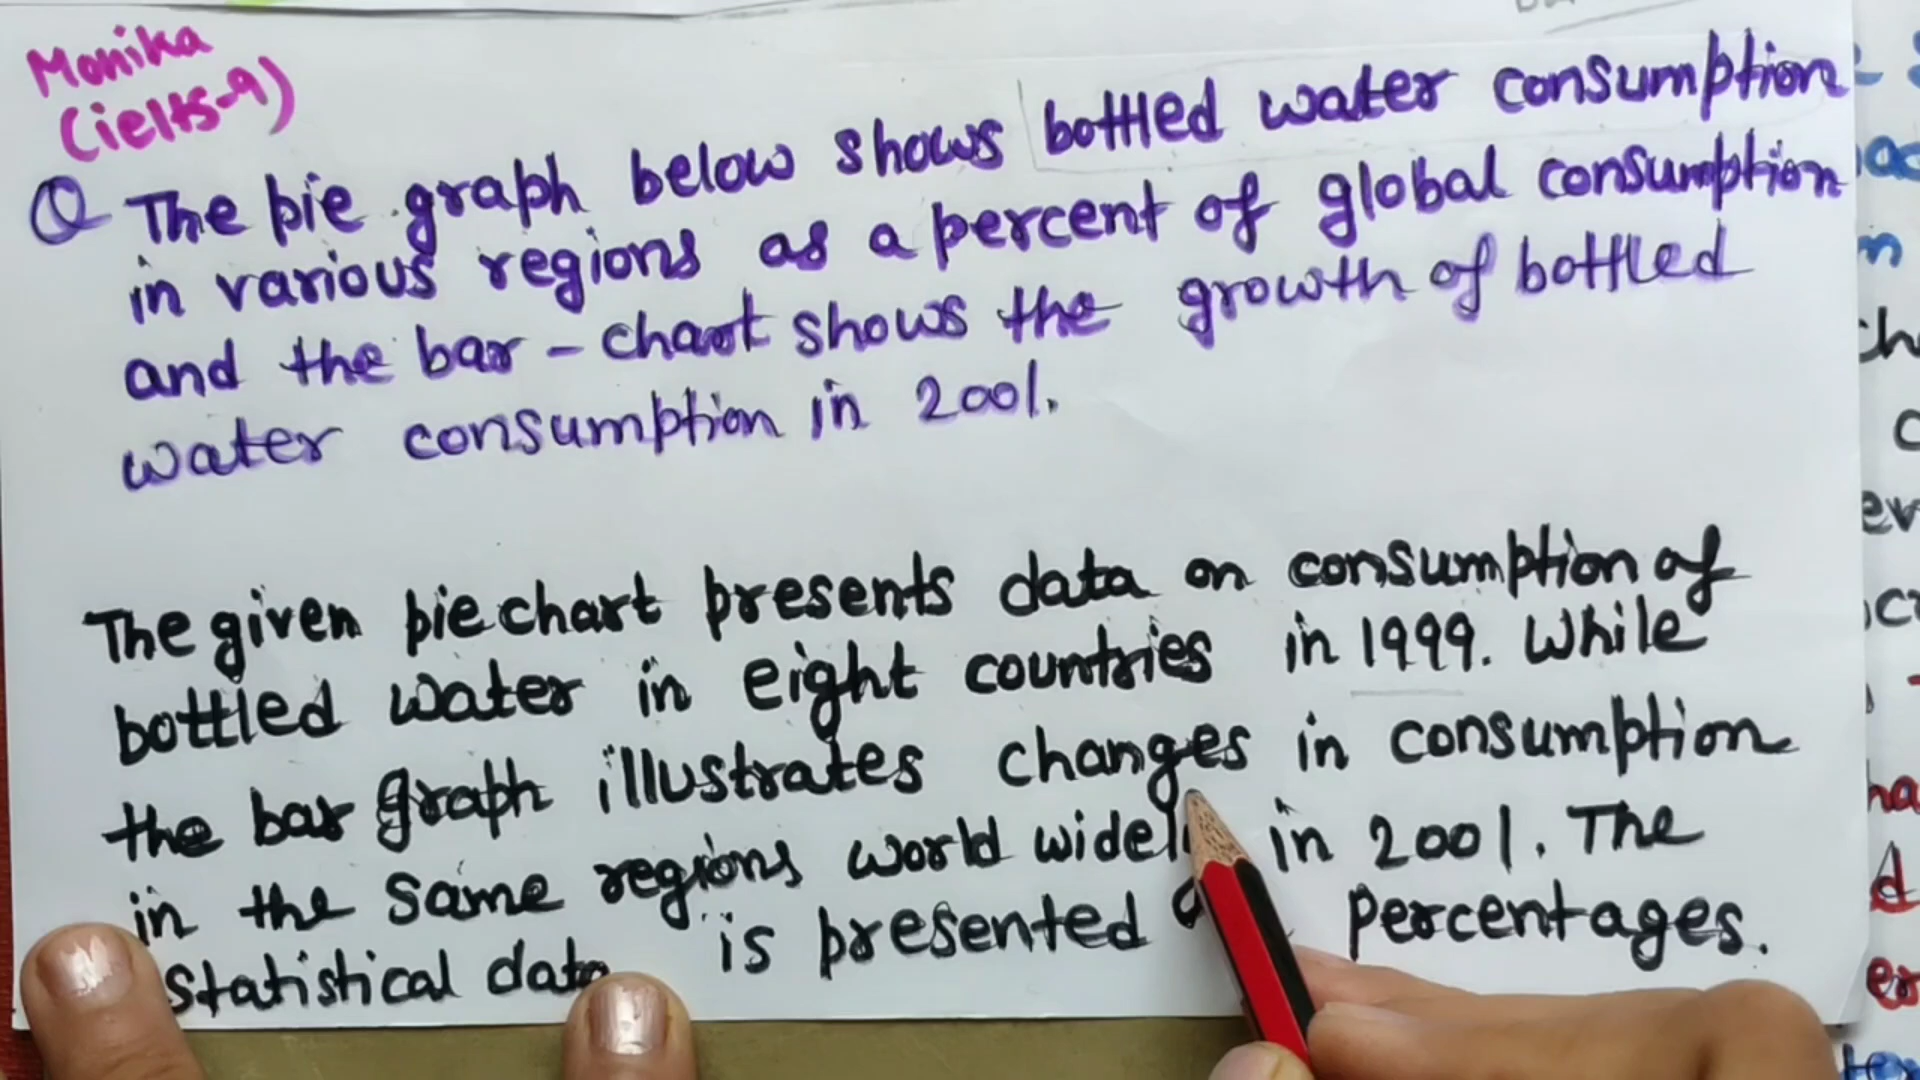 Monika
(ielts-9)
Q The pie graph below shows bottled water consumption
in various regions as a percent of global consumption
and the bar-chart shows the growth of bottled
water consumption in 2001.
The given pie chart presents data on consumption of
bottled water in eight countries in 1999. While
the bar graph illustrates changes in consumption
in the same regions world widely in 2001. The
statistical data is presented percentages.